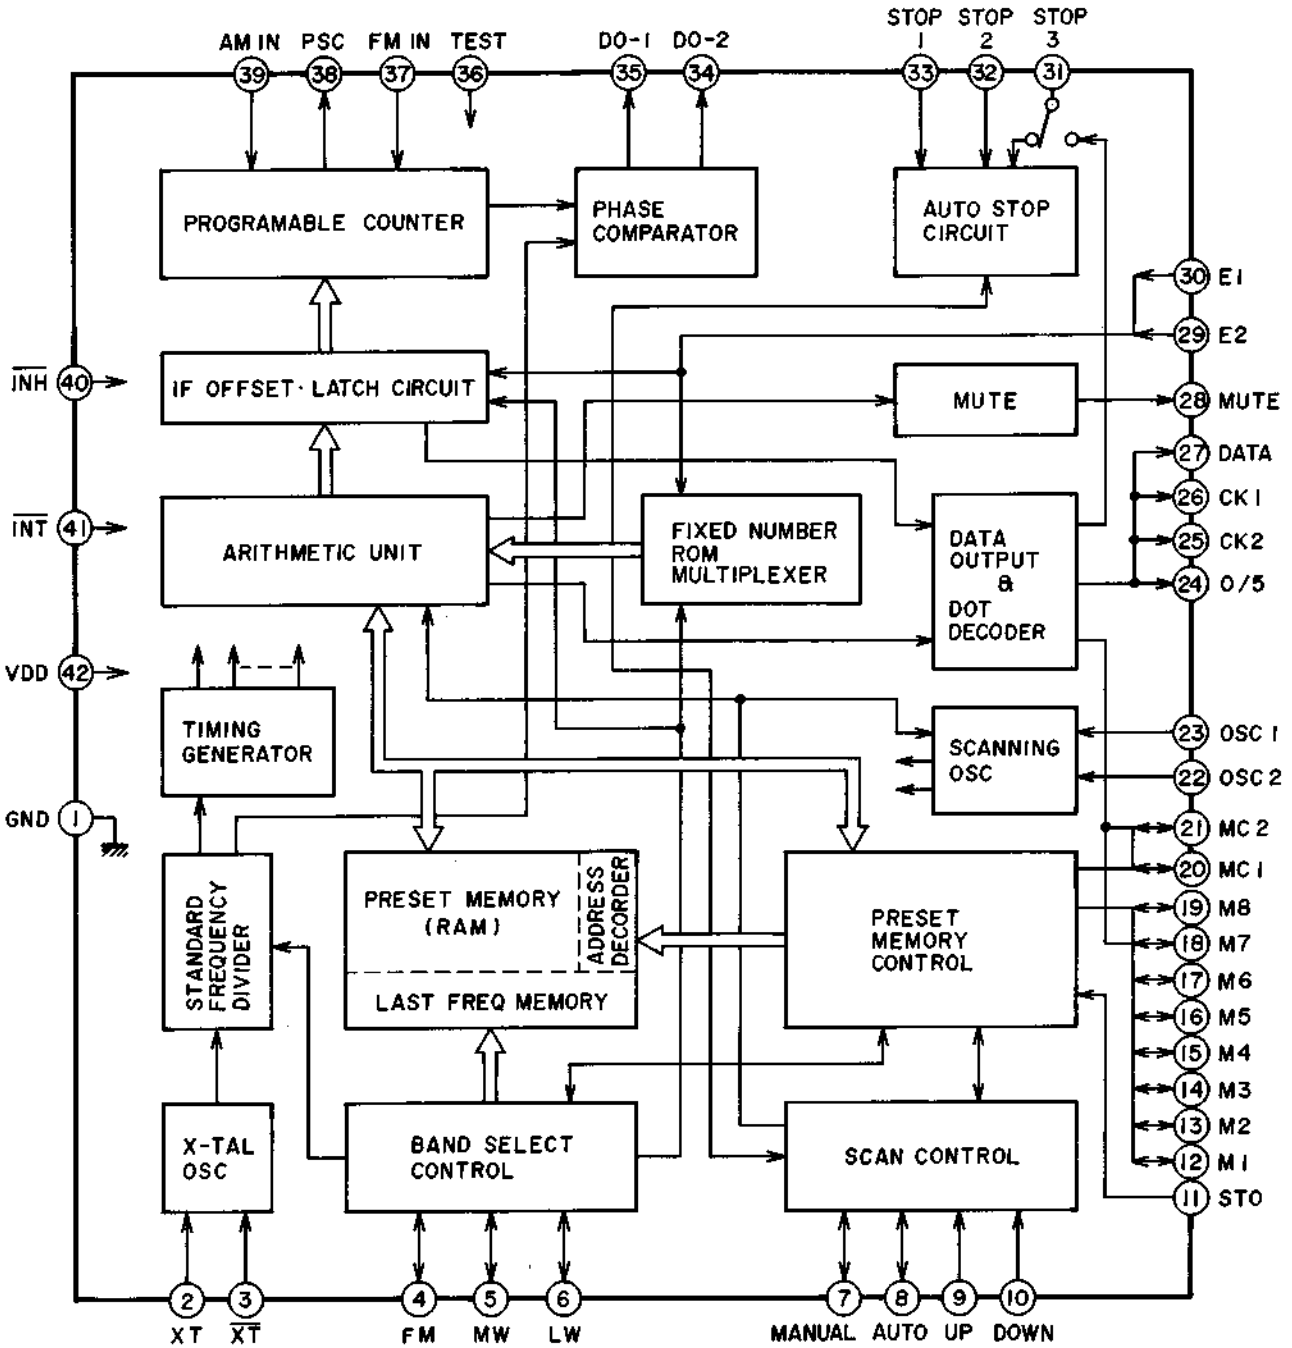 STOP STOP STOP
1 2 3
AM IN PSC FM IN TEST DO-1 DO-2
39 38 37 36 35 34 33 32 31
PROGRAMABLE COUNTER
PHASE
COMPARATOR
AUTO STOP
CIRCUIT
30 E1
29 E2
INH 40
IF OFFSET · LATCH CIRCUIT
MUTE
28 MUTE
27 DATA
26 CK1
25 CK2
24 O/5
INT 41
ARITHMETIC UNIT
FIXED NUMBER
ROM
MULTIPLEXER
DATA
OUTPUT
&
DOT
DECODER
VDD 42
TIMING
GENERATOR
SCANNING
OSC
23 OSC 1
22 OSC 2
GND 1
21 MC 2
20 MC 1
19 M8
18 M7
17 M6
16 M5
15 M4
14 M3
13 M2
12 M1
11 STO
STANDARD
FREQUENCY
DIVIDER
PRESET MEMORY
(RAM)
ADDRESS
DECORDER
LAST FREQ MEMORY
PRESET
MEMORY
CONTROL
X-TAL
OSC
BAND SELECT
CONTROL
SCAN CONTROL
2 3 4 5 6 7 8 9 10
XT XT FM MW LW MANUAL AUTO UP DOWN